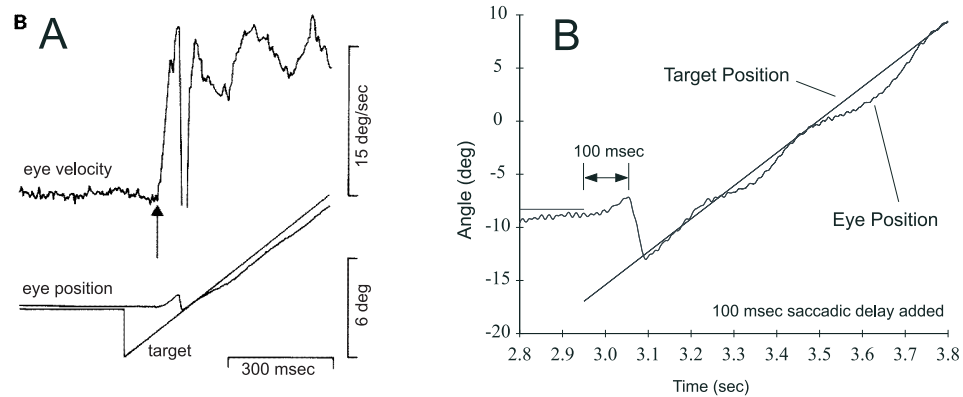 B A
eye velocity
15 deg/sec
eye position
6 deg
target
300 msec
B
10
5
0
-5
-10
-15
-20
Angle (deg)
Target Position
100 msec
Eye Position
100 msec saccadic delay added
2.8 2.9 3.0 3.1 3.2 3.3 3.4 3.5 3.6 3.7 3.8
Time (sec)